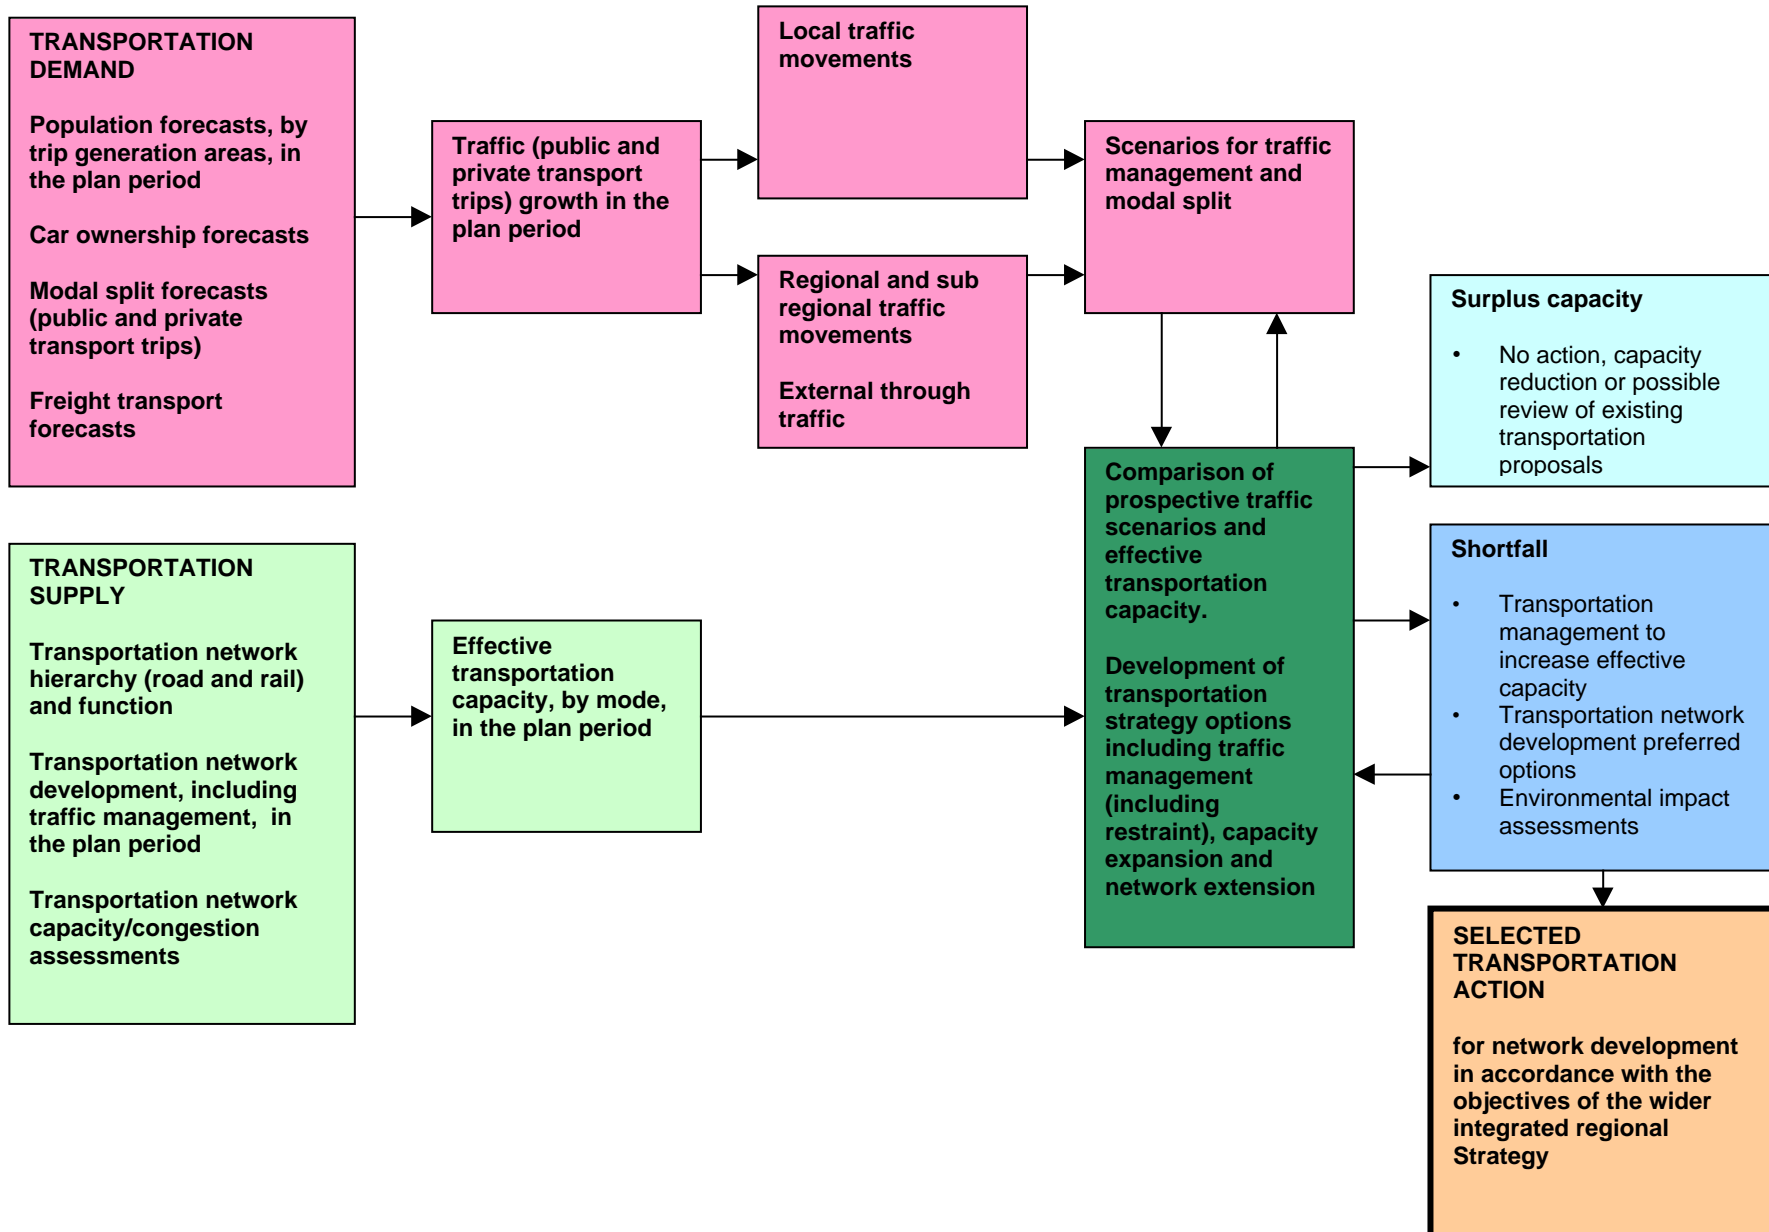 TRANSPORTATION
DEMAND
Population forecasts, by
trip generation areas, in
the plan period
Car ownership forecasts
Modal split forecasts
(public and private
transport trips)
Freight transport
forecasts
Traffic (public and
private transport
trips) growth in the
plan period
Local traffic
movements
Regional and sub
regional traffic
movements
External through
traffic
Scenarios for traffic
management and
modal split
Surplus capacity
• No action, capacity
reduction or possible
review of existing
transportation
proposals
TRANSPORTATION
SUPPLY
Transportation network
hierarchy (road and rail)
and function
Transportation network
development, including
traffic management,  in
the plan period
Transportation network
capacity/congestion
assessments
Effective
transportation
capacity, by mode,
in the plan period
Comparison of
prospective traffic
scenarios and
effective
transportation
capacity.
Development of
transportation
strategy options
including traffic
management
(including
restraint), capacity
expansion and
network extension
Shortfall
• Transportation
management to
increase effective
capacity
• Transportation network
development preferred
options
• Environmental impact
assessments
SELECTED
TRANSPORTATION
ACTION
for network development
in accordance with the
objectives of the wider
integrated regional
Strategy